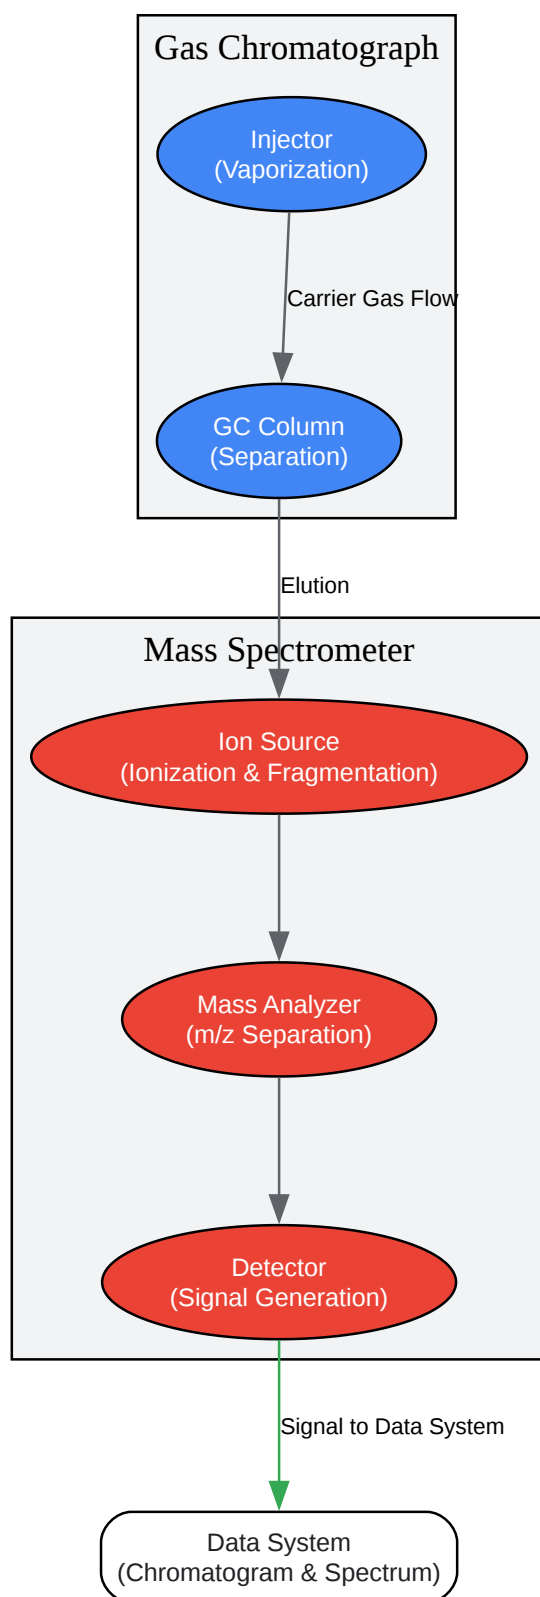 Gas Chromatograph
Injector
(Vaporization)
Carrier Gas Flow
GC Column
(Separation)
Elution
Mass Spectrometer
Ion Source
(Ionization & Fragmentation)
Mass Analyzer
(m/z Separation)
Detector
(Signal Generation)
Signal to Data System
Data System
(Chromatogram & Spectrum)